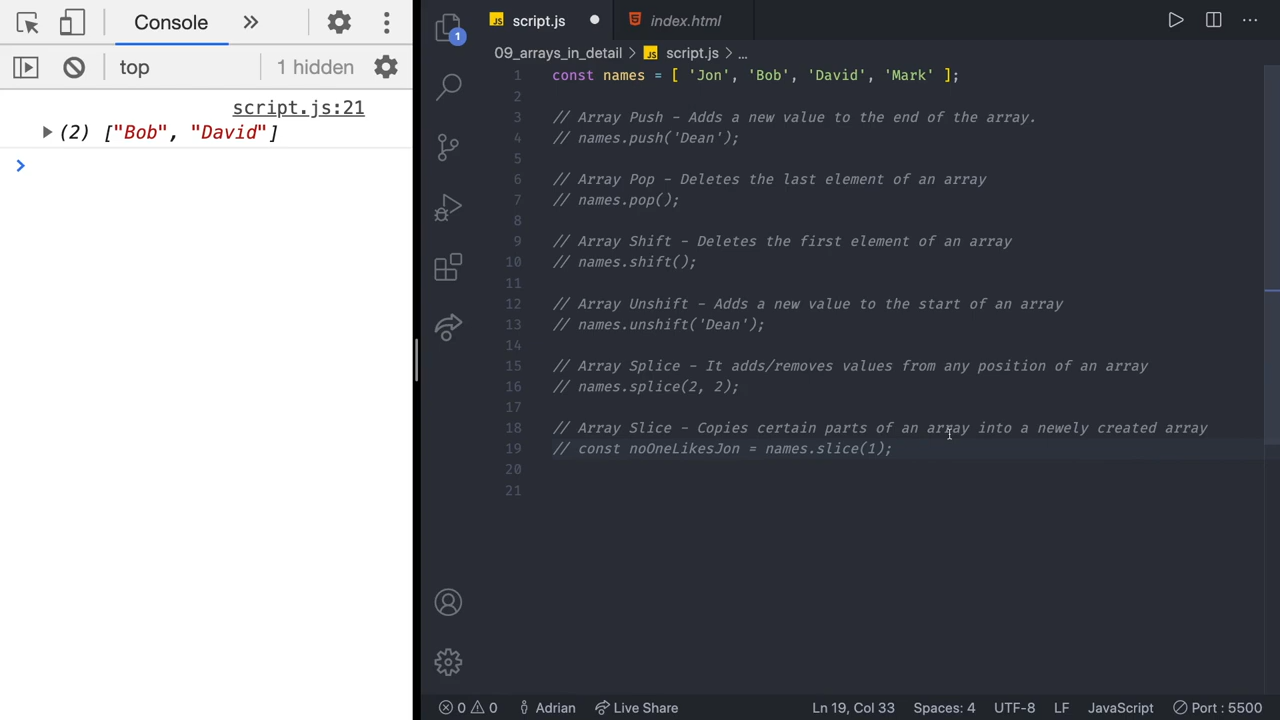 Console
top
1 hidden
script.js:21
(2) ["Bob", "David"]
1
JS script.js
index.html
09_arrays_in_detail > JS script.js > ...
1 const names = [ 'Jon', 'Bob', 'David', 'Mark' ];
2
3 // Array Push - Adds a new value to the end of the array.
4 // names.push('Dean');
5
6 // Array Pop - Deletes the last element of an array
7 // names.pop();
8
9 // Array Shift - Deletes the first element of an array
10 // names.shift();
11
12 // Array Unshift - Adds a new value to the start of an array
13 // names.unshift('Dean');
14
15 // Array Splice - It adds/removes values from any position of an array
16 // names.splice(2, 2);
17
18 // Array Slice - Copies certain parts of an array into a newely created array
19 // const noOneLikesJon = names.slice(1);
20
21
0 0 Adrian Live Share Ln 19, Col 33 Spaces: 4 UTF-8 LF JavaScript Port : 5500